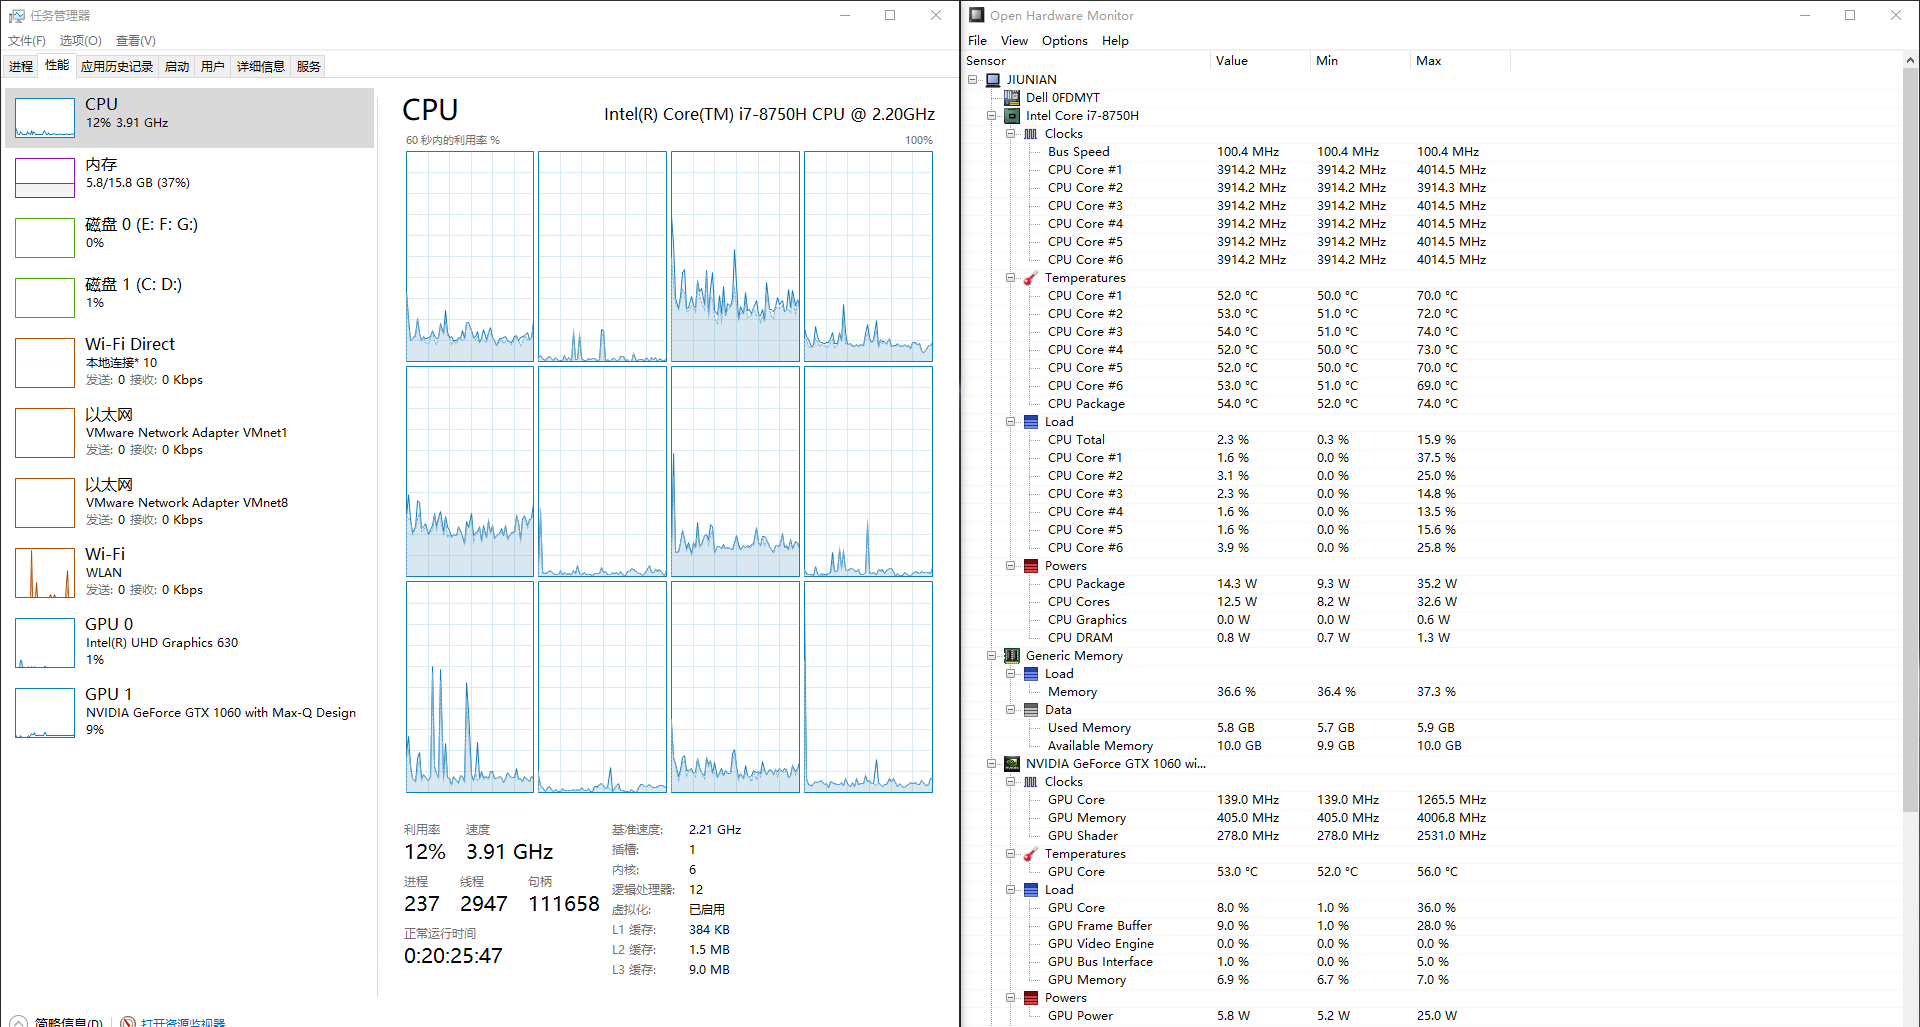 任务管理器
文件(F) 选项(O) 查看(V)
进程 性能 应用历史记录 启动 用户 详细信息 服务
CPU
12% 3.91 GHz
内存
5.8/15.8 GB (37%)
磁盘 0 (E: F: G:)
0%
磁盘 1 (C: D:)
1%
Wi-Fi Direct
本地连接* 10
发送: 0 接收: 0 Kbps
以太网
VMware Network Adapter VMnet1
发送: 0 接收: 0 Kbps
以太网
VMware Network Adapter VMnet8
发送: 0 接收: 0 Kbps
Wi-Fi
WLAN
发送: 0 接收: 0 Kbps
GPU 0
Intel(R) UHD Graphics 630
1%
GPU 1
NVIDIA GeForce GTX 1060 with Max-Q Design
9%
CPU Intel(R) Core(TM) i7-8750H CPU @ 2.20GHz
60 秒内的利用率 % 100%
利用率 速度
12% 3.91 GHz
进程 线程 句柄
237 2947 111658
正常运行时间
0:20:25:47
基准速度: 2.21 GHz
插槽: 1
内核: 6
逻辑处理器: 12
虚拟化: 已启用
L1 缓存: 384 KB
L2 缓存: 1.5 MB
L3 缓存: 9.0 MB
简略信息(D) 打开资源监视器
Open Hardware Monitor
File View Options Help
Sensor Value Min Max
JIUNIAN
Dell 0FDMYT
Intel Core i7-8750H
Clocks
Bus Speed 100.4 MHz 100.4 MHz 100.4 MHz
CPU Core #1 3914.2 MHz 3914.2 MHz 4014.5 MHz
CPU Core #2 3914.2 MHz 3914.2 MHz 3914.3 MHz
CPU Core #3 3914.2 MHz 3914.2 MHz 4014.5 MHz
CPU Core #4 3914.2 MHz 3914.2 MHz 4014.5 MHz
CPU Core #5 3914.2 MHz 3914.2 MHz 4014.5 MHz
CPU Core #6 3914.2 MHz 3914.2 MHz 4014.5 MHz
Temperatures
CPU Core #1 52.0 °C 50.0 °C 70.0 °C
CPU Core #2 53.0 °C 51.0 °C 72.0 °C
CPU Core #3 54.0 °C 51.0 °C 74.0 °C
CPU Core #4 52.0 °C 50.0 °C 73.0 °C
CPU Core #5 52.0 °C 50.0 °C 70.0 °C
CPU Core #6 53.0 °C 51.0 °C 69.0 °C
CPU Package 54.0 °C 52.0 °C 74.0 °C
Load
CPU Total 2.3 % 0.3 % 15.9 %
CPU Core #1 1.6 % 0.0 % 37.5 %
CPU Core #2 3.1 % 0.0 % 25.0 %
CPU Core #3 2.3 % 0.0 % 14.8 %
CPU Core #4 1.6 % 0.0 % 13.5 %
CPU Core #5 1.6 % 0.0 % 15.6 %
CPU Core #6 3.9 % 0.0 % 25.8 %
Powers
CPU Package 14.3 W 9.3 W 35.2 W
CPU Cores 12.5 W 8.2 W 32.6 W
CPU Graphics 0.0 W 0.0 W 0.6 W
CPU DRAM 0.8 W 0.7 W 1.3 W
Generic Memory
Load
Memory 36.6 % 36.4 % 37.3 %
Data
Used Memory 5.8 GB 5.7 GB 5.9 GB
Available Memory 10.0 GB 9.9 GB 10.0 GB
NVIDIA GeForce GTX 1060 wi...
Clocks
GPU Core 139.0 MHz 139.0 MHz 1265.5 MHz
GPU Memory 405.0 MHz 405.0 MHz 4006.8 MHz
GPU Shader 278.0 MHz 278.0 MHz 2531.0 MHz
Temperatures
GPU Core 53.0 °C 52.0 °C 56.0 °C
Load
GPU Core 8.0 % 1.0 % 36.0 %
GPU Frame Buffer 9.0 % 1.0 % 28.0 %
GPU Video Engine 0.0 % 0.0 % 0.0 %
GPU Bus Interface 1.0 % 0.0 % 5.0 %
GPU Memory 6.9 % 6.7 % 7.0 %
Powers
GPU Power 5.8 W 5.2 W 25.0 W